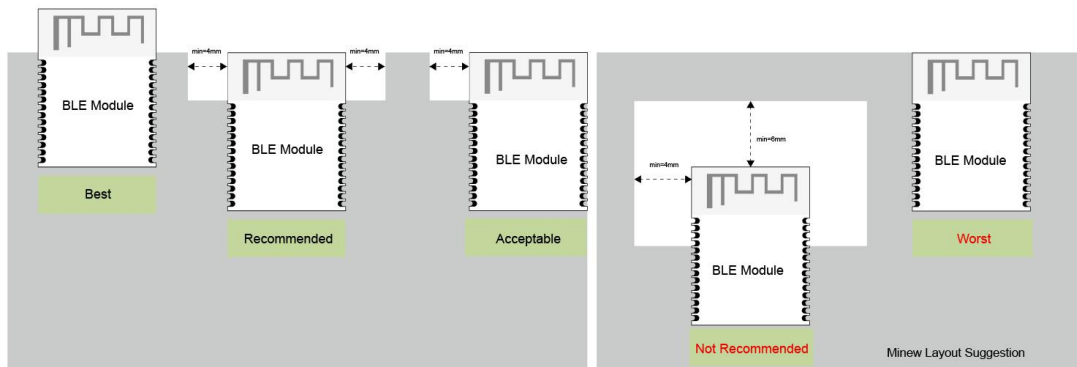 min=4mm
min=4mm
min=4mm
BLE Module
BLE Module
BLE Module
Best
Recommended
Acceptable
min=6mm
min=4mm
BLE Module
BLE Module
Worst
Not Recommended
Minew Layout Suggestion